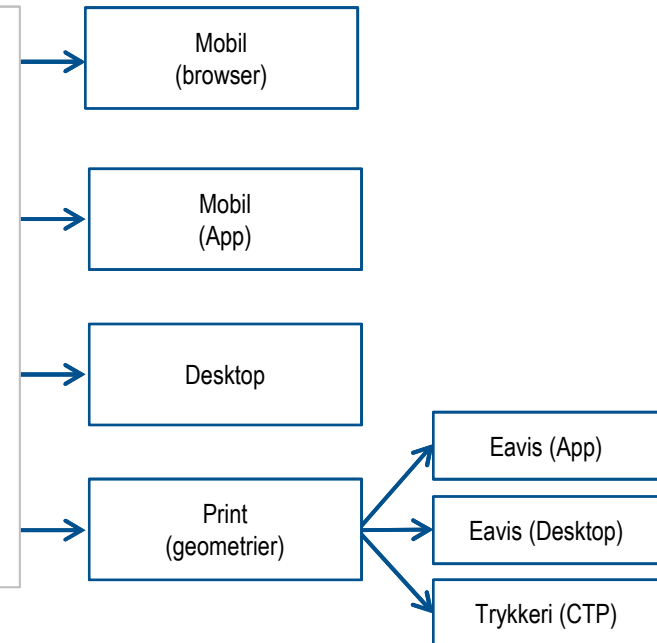 Mobil
(browser)
Mobil
(App)
Desktop
Print
(geometrier)
Eavis (App)
Eavis (Desktop)
Trykkeri (CTP)